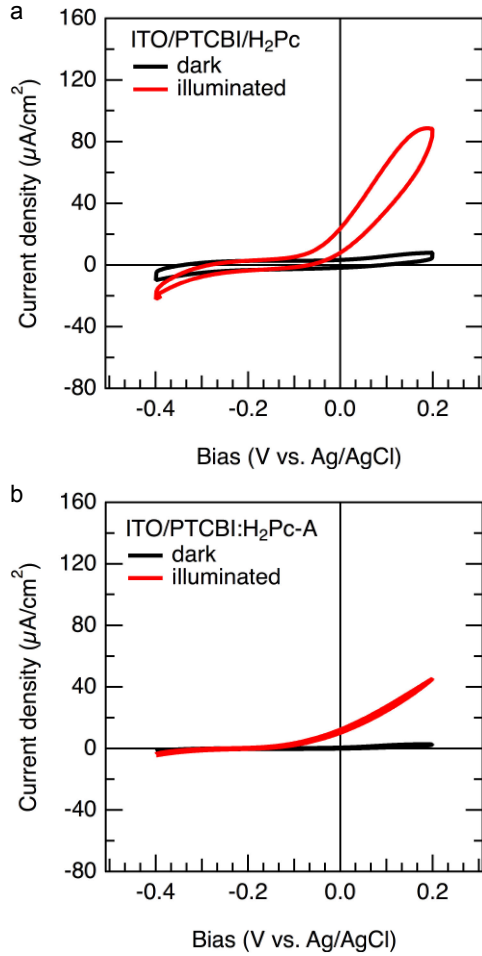 a
160
ITO/PTCBI/H₂Pc
dark
illuminated
120
80
40
0
-40
-80
Current density (µA/cm²)
-0.4
-0.2
0.0
0.2
Bias (V vs. Ag/AgCl)
b
160
ITO/PTCBI:H₂Pc-A
dark
illuminated
120
80
40
0
-40
-80
Current density (µA/cm²)
-0.4
-0.2
0.0
0.2
Bias (V vs. Ag/AgCl)